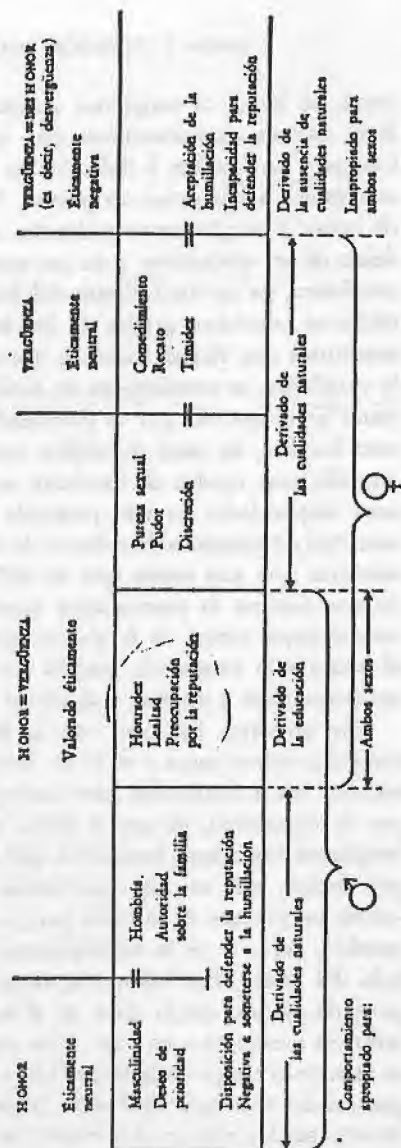 HONOR
Éticamente
neutral
HONOR = VERGÜENZA
Valorado éticamente
VERGÜENZA
Éticamente
neutral
VERGÜENZA = DESHONOR
(es decir, desvergüenza)
Éticamente
negativa
Masculinidad
Deseo de
prioridad
=
Hombría.
Autoridad
sobre la familia
Disposición para defender la reputación
Negativa a someterse a la humillación
Honradez
Lealtad
Preocupación
por la reputación
Pureza sexual
Pudor
Discreción
=
Comedimiento
Recato
Timidez
=
Aceptación de la
humillación
Incapacidad para
defender la reputación
Derivado de
las cualidades naturales
Derivado de
la educación
Derivado de
las cualidades naturales
Derivado de
la ausencia de
cualidades naturales
Comportamiento
apropiado para:
♂
Ambos sexos
♀
Inapropiado para
ambos sexos